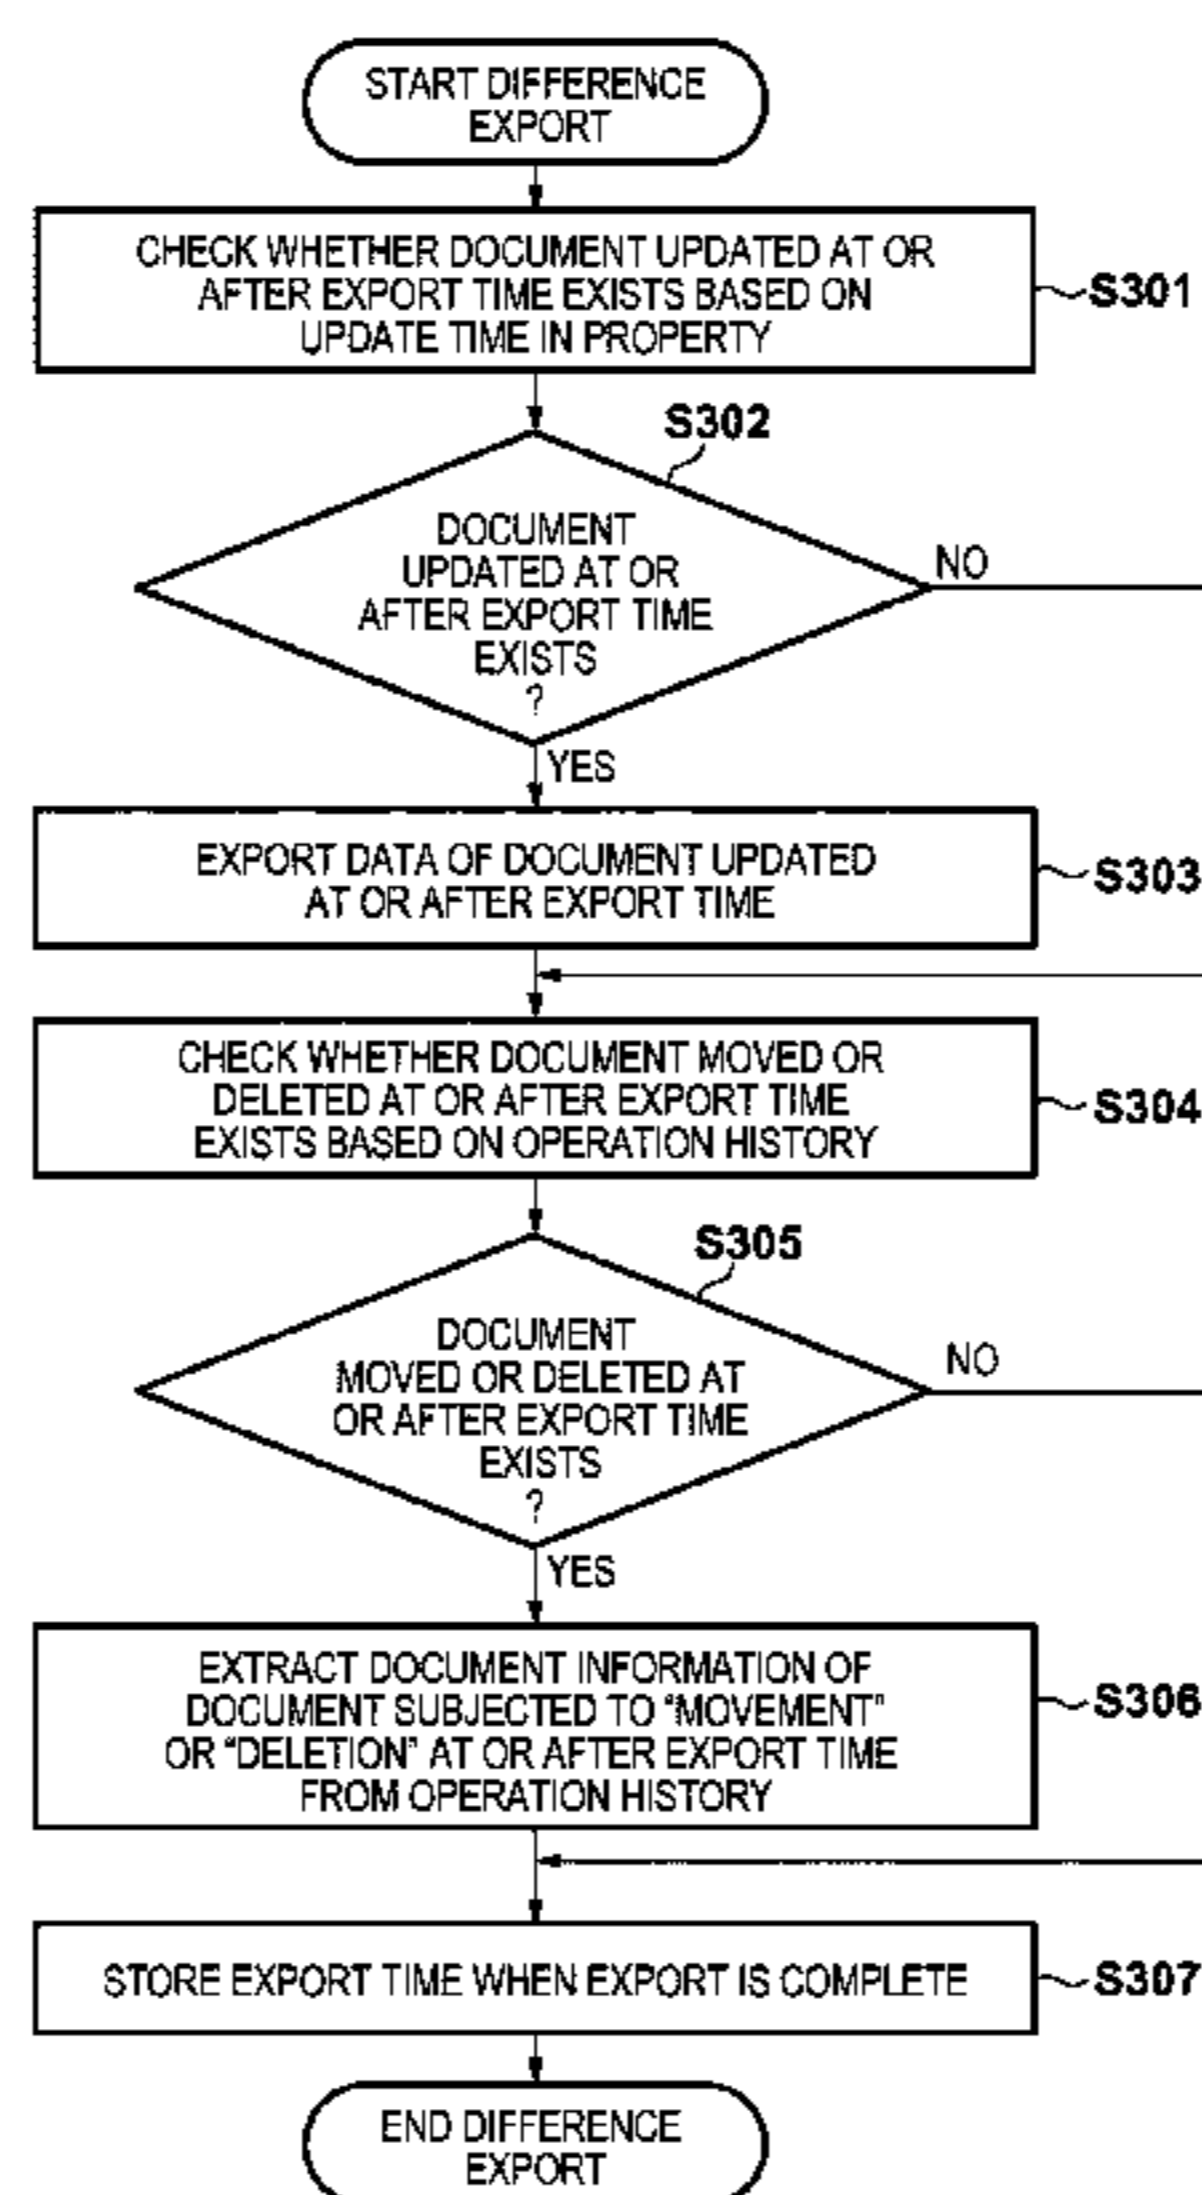 START DIFFERENCE
EXPORT
CHECK WHETHER DOCUMENT UPDATED AT OR
AFTER EXPORT TIME EXISTS BASED ON
UPDATE TIME IN PROPERTY
S301
S302
DOCUMENT
UPDATED AT OR
AFTER EXPORT TIME
EXISTS
?
NO
YES
EXPORT DATA OF DOCUMENT UPDATED
AT OR AFTER EXPORT TIME
S303
CHECK WHETHER DOCUMENT MOVED OR
DELETED AT OR AFTER EXPORT TIME
EXISTS BASED ON OPERATION HISTORY
S304
S305
DOCUMENT
MOVED OR DELETED AT
OR AFTER EXPORT TIME
EXISTS
?
NO
YES
EXTRACT DOCUMENT INFORMATION OF
DOCUMENT SUBJECTED TO “MOVEMENT”
OR “DELETION” AT OR AFTER EXPORT TIME
FROM OPERATION HISTORY
S306
STORE EXPORT TIME WHEN EXPORT IS COMPLETE
S307
END DIFFERENCE
EXPORT